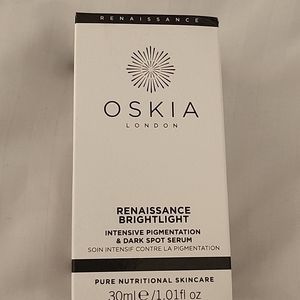 RENAISSANCE
OSKIA
LONDON
RENAISSANCE
BRIGHTLIGHT
INTENSIVE PIGMENTATION
& DARK SPOT SERUM
SOIN INTENSIF CONTRE LA PIGMENTATION
PURE NUTRITIONAL SKINCARE
30ml ℮ /1.01fl oz